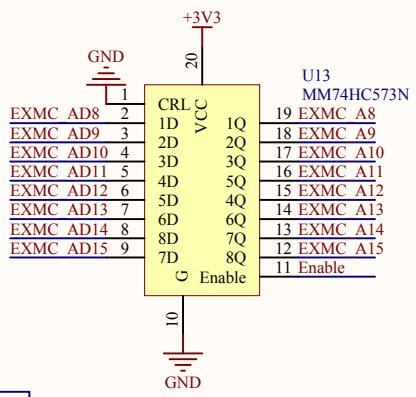 +3V3
GND
20
U13
MM74HC573N
1
CRL
VCC
EXMC_AD8 2 1D 1Q 19 EXMC_A8
EXMC_AD9 3 2D 2Q 18 EXMC_A9
EXMC_AD10 4 3D 3Q 17 EXMC_A10
EXMC_AD11 5 4D 5Q 16 EXMC_A11
EXMC_AD12 6 5D 4Q 15 EXMC_A12
EXMC_AD13 7 6D 6Q 14 EXMC_A13
EXMC_AD14 8 8D 7Q 13 EXMC_A14
EXMC_AD15 9 7D 8Q 12 EXMC_A15
G Enable 11 Enable
10
GND